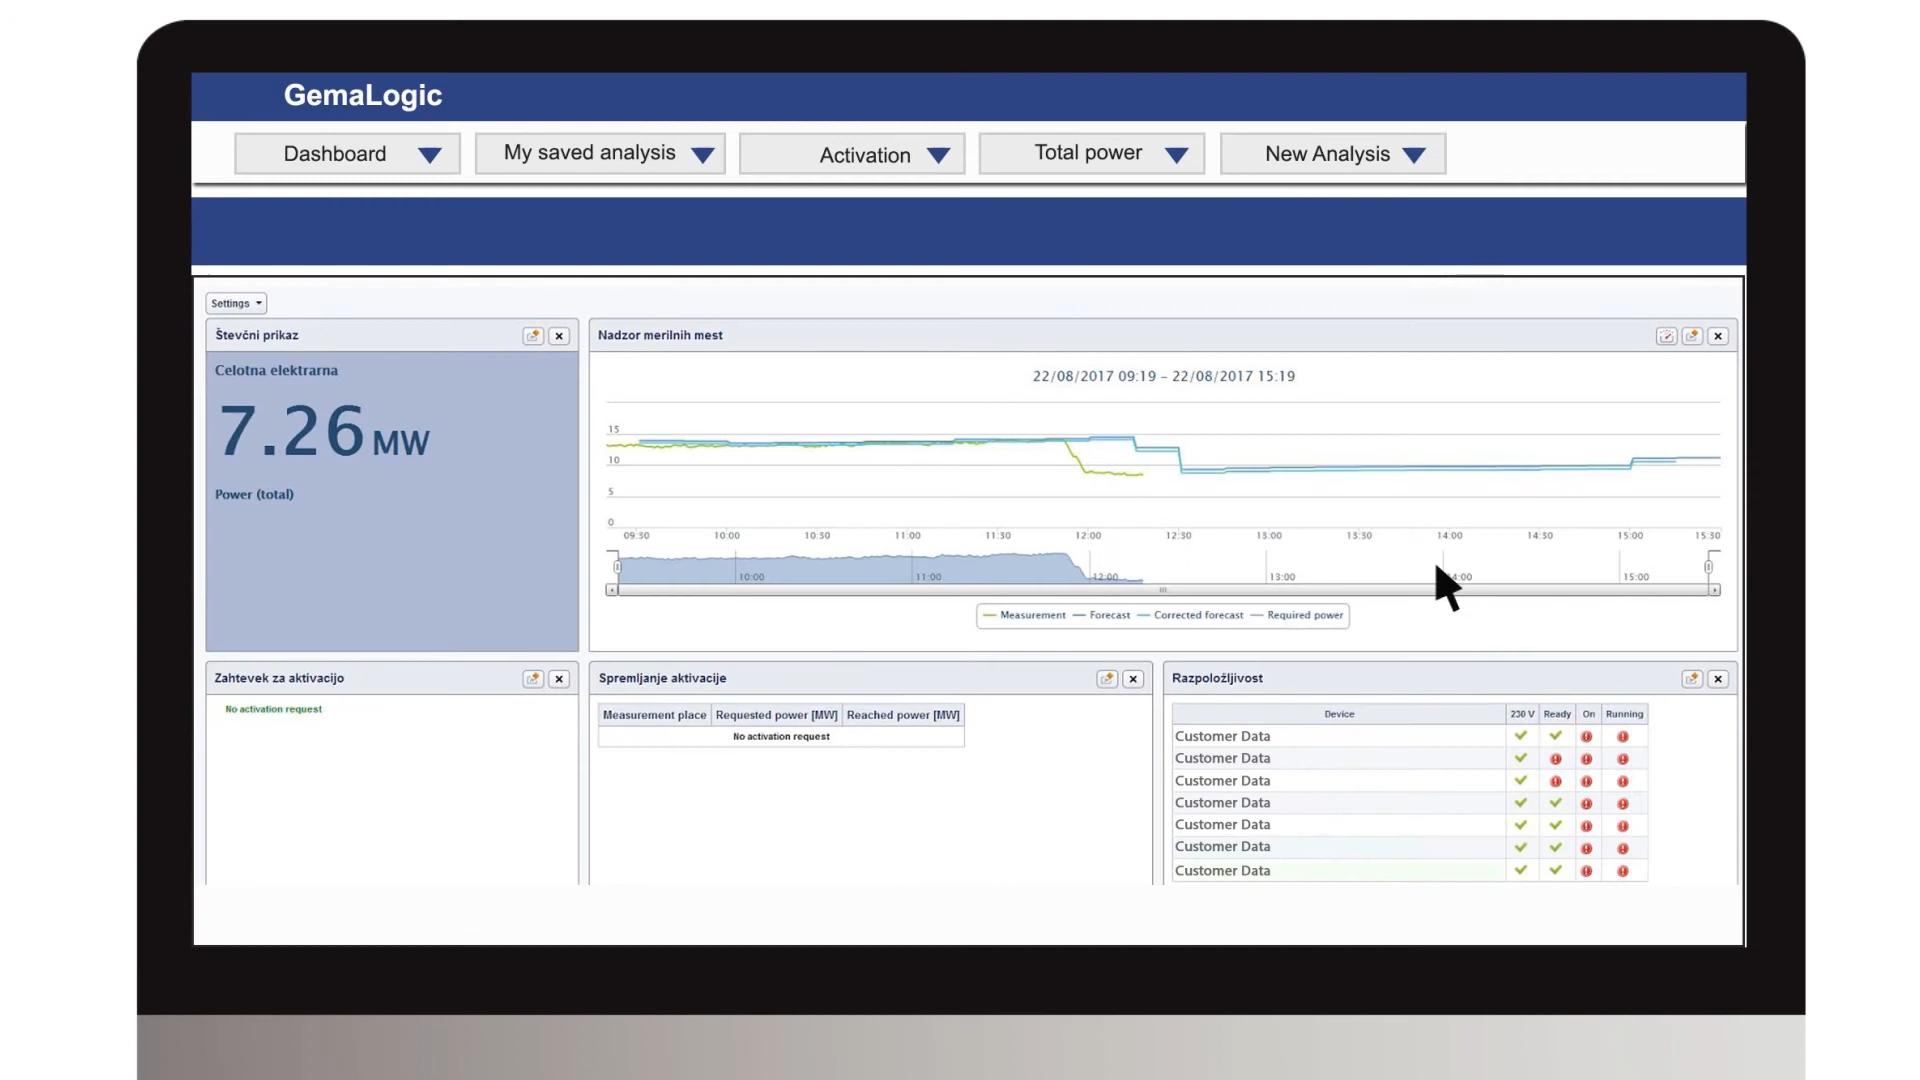 GemaLogic
Dashboard My saved analysis Activation Total power New Analysis
Settings
Števčni prikaz
Celotna elektrarna
7.26 MW
Power (total)
Nadzor merilnih mest
22/08/2017 09:19 – 22/08/2017 15:19
15
10
5
0
09:30 10:00 10:30 11:00 11:30 12:00 12:30 13:00 13:30 14:00 14:30 15:00 15:30
10:00 11:00 12:00 13:00 15:00
Measurement Forecast Corrected forecast Required power
Zahtevek za aktivacijo
No activation request
Spremljanje aktivacije
Measurement place Requested power [MW] Reached power [MW]
No activation request
Razpoložljivost
Device 230 V Ready On Running
Customer Data
Customer Data
Customer Data
Customer Data
Customer Data
Customer Data
Customer Data